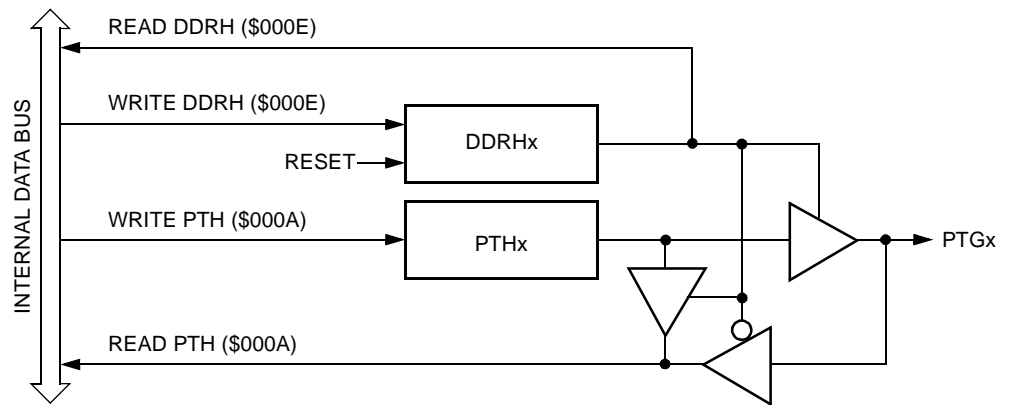 READ DDRH ($000E)
WRITE DDRH ($000E)
DDRHx
RESET
INTERNAL DATA BUS
WRITE PTH ($000A)
PTHx
PTGx
READ PTH ($000A)